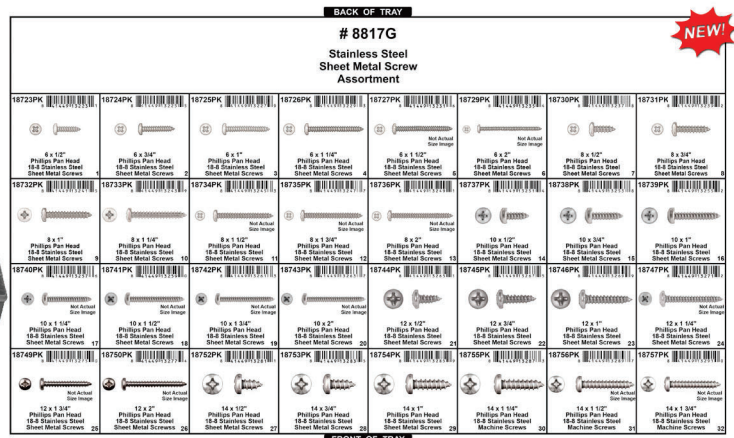 BACK OF TRAY
# 8817G
NEW!
Stainless Steel
Sheet Metal Screw
Assortment
18723PK
6 x 1/2"
Phillips Pan Head
18-8 Stainless Steel
Sheet Metal Screws 1
18724PK
6 x 3/4"
Phillips Pan Head
18-8 Stainless Steel
Sheet Metal Screws 2
18725PK
6 x 1"
Phillips Pan Head
18-8 Stainless Steel
Sheet Metal Screws 3
18726PK
6 x 1 1/4"
Phillips Pan Head
18-8 Stainless Steel
Sheet Metal Screws 4
18727PK
Not Actual
Size Image
6 x 1 1/2"
Phillips Pan Head
18-8 Stainless Steel
Sheet Metal Screws 5
18729PK
Not Actual
Size Image
6 x 2"
Phillips Pan Head
18-8 Stainless Steel
Sheet Metal Screws 6
18730PK
8 x 1/2"
Phillips Pan Head
18-8 Stainless Steel
Sheet Metal Screws 7
18731PK
8 x 3/4"
Phillips Pan Head
18-8 Stainless Steel
Sheet Metal Screws 8
18732PK
8 x 1"
Phillips Pan Head
18-8 Stainless Steel
Sheet Metal Screws 9
18733PK
8 x 1 1/4"
Phillips Pan Head
18-8 Stainless Steel
Sheet Metal Screws 10
18734PK
Not Actual
Size Image
8 x 1 1/2"
Phillips Pan Head
18-8 Stainless Steel
Sheet Metal Screws 11
18735PK
Not Actual
Size Image
8 x 1 3/4"
Phillips Pan Head
18-8 Stainless Steel
Sheet Metal Screws 12
18736PK
Not Actual
Size Image
8 x 2"
Phillips Pan Head
18-8 Stainless Steel
Sheet Metal Screws 13
18737PK
10 x 1/2"
Phillips Pan Head
18-8 Stainless Steel
Sheet Metal Screws 14
18738PK
10 x 3/4"
Phillips Pan Head
18-8 Stainless Steel
Sheet Metal Screws 15
18739PK
10 x 1"
Phillips Pan Head
18-8 Stainless Steel
Sheet Metal Screws 16
18740PK
Not Actual
Size Image
10 x 1 1/4"
Phillips Pan Head
18-8 Stainless Steel
Sheet Metal Screws 17
18741PK
Not Actual
Size Image
10 x 1 1/2"
Phillips Pan Head
18-8 Stainless Steel
Sheet Metal Screws 18
18742PK
Not Actual
Size Image
10 x 1 3/4"
Phillips Pan Head
18-8 Stainless Steel
Sheet Metal Screws 19
18743PK
Not Actual
Size Image
10 x 2"
Phillips Pan Head
18-8 Stainless Steel
Sheet Metal Screws 20
18744PK
12 x 1/2"
Phillips Pan Head
18-8 Stainless Steel
Sheet Metal Screws 21
18745PK
12 x 3/4"
Phillips Pan Head
18-8 Stainless Steel
Sheet Metal Screws 22
18746PK
12 x 1"
Phillips Pan Head
18-8 Stainless Steel
Sheet Metal Screws 23
18747PK
Not Actual
Size Image
12 x 1 1/4"
Phillips Pan Head
18-8 Stainless Steel
Sheet Metal Screws 24
18749PK
Not Actual
Size Image
12 x 1 3/4"
Phillips Pan Head
18-8 Stainless Steel
Sheet Metal Screws 25
18750PK
Not Actual
Size Image
12 x 2"
Phillips Pan Head
18-8 Stainless Steel
Sheet Metal Screws 26
18752PK
14 x 1/2"
Phillips Pan Head
18-8 Stainless Steel
Sheet Metal Screws 27
18753PK
14 x 3/4"
Phillips Pan Head
18-8 Stainless Steel
Sheet Metal Screws 28
18754PK
14 x 1"
Phillips Pan Head
18-8 Stainless Steel
Sheet Metal Screws 29
18755PK
14 x 1 1/4"
Phillips Pan Head
18-8 Stainless Steel
Machine Screws 30
18756PK
Not Actual
Size Image
14 x 1 1/2"
Phillips Pan Head
18-8 Stainless Steel
Machine Screws 31
18757PK
Not Actual
Size Image
14 x 1 3/4"
Phillips Pan Head
18-8 Stainless Steel
Machine Screws 32
FRONT OF TRAY